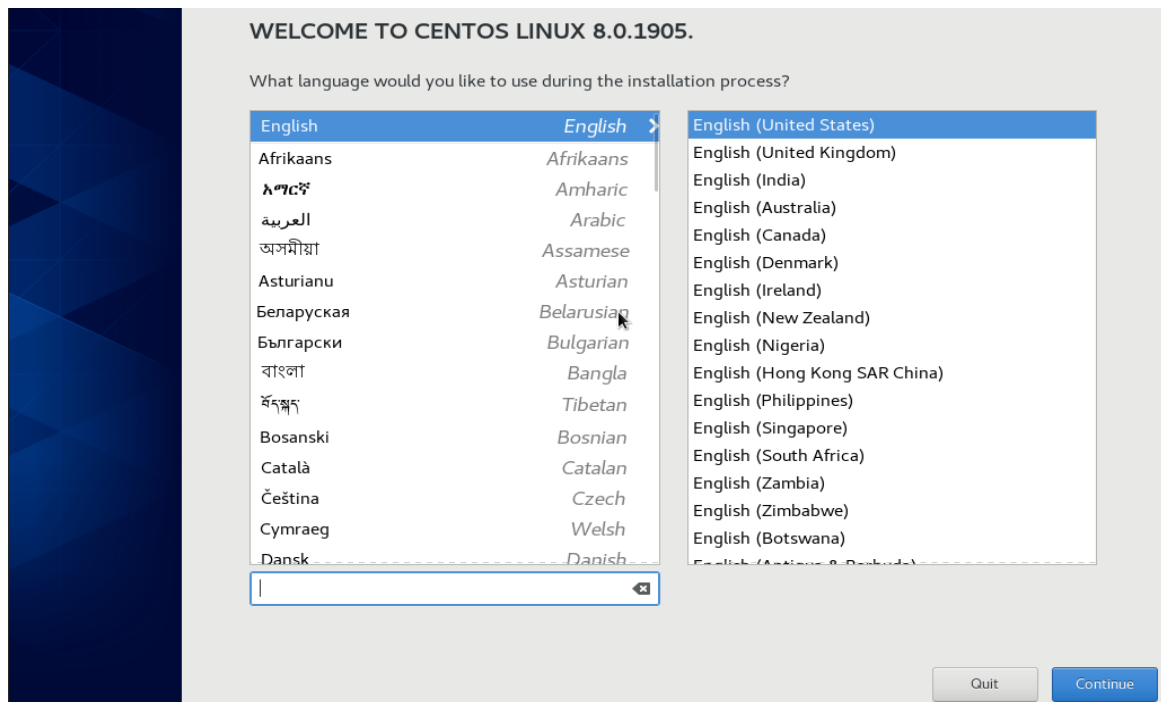 WELCOME TO CENTOS LINUX 8.0.1905.
What language would you like to use during the installation process?
English English
Afrikaans Afrikaans
አማርኛ Amharic
العربية Arabic
অসমীয়া Assamese
Asturianu Asturian
Беларуская Belarusian
Български Bulgarian
বাংলা Bangla
བོད་སྐད་ Tibetan
Bosanski Bosnian
Català Catalan
Čeština Czech
Cymraeg Welsh
Dansk Danish
English (United States)
English (United Kingdom)
English (India)
English (Australia)
English (Canada)
English (Denmark)
English (Ireland)
English (New Zealand)
English (Nigeria)
English (Hong Kong SAR China)
English (Philippines)
English (Singapore)
English (South Africa)
English (Zambia)
English (Zimbabwe)
English (Botswana)
English (Antigua & Barbuda)
Quit Continue